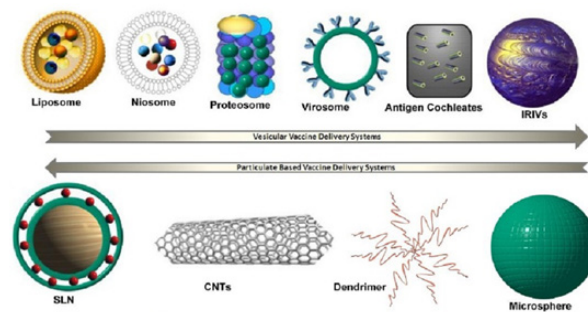 Liposome
Niosome
Proteosome
Virosome
Antigen Cochleates
IRIVs
Vesicular Vaccine Delivery Systems
Particulate Based Vaccine Delivery Systems
SLN
CNTs
Dendrimer
Microsphere